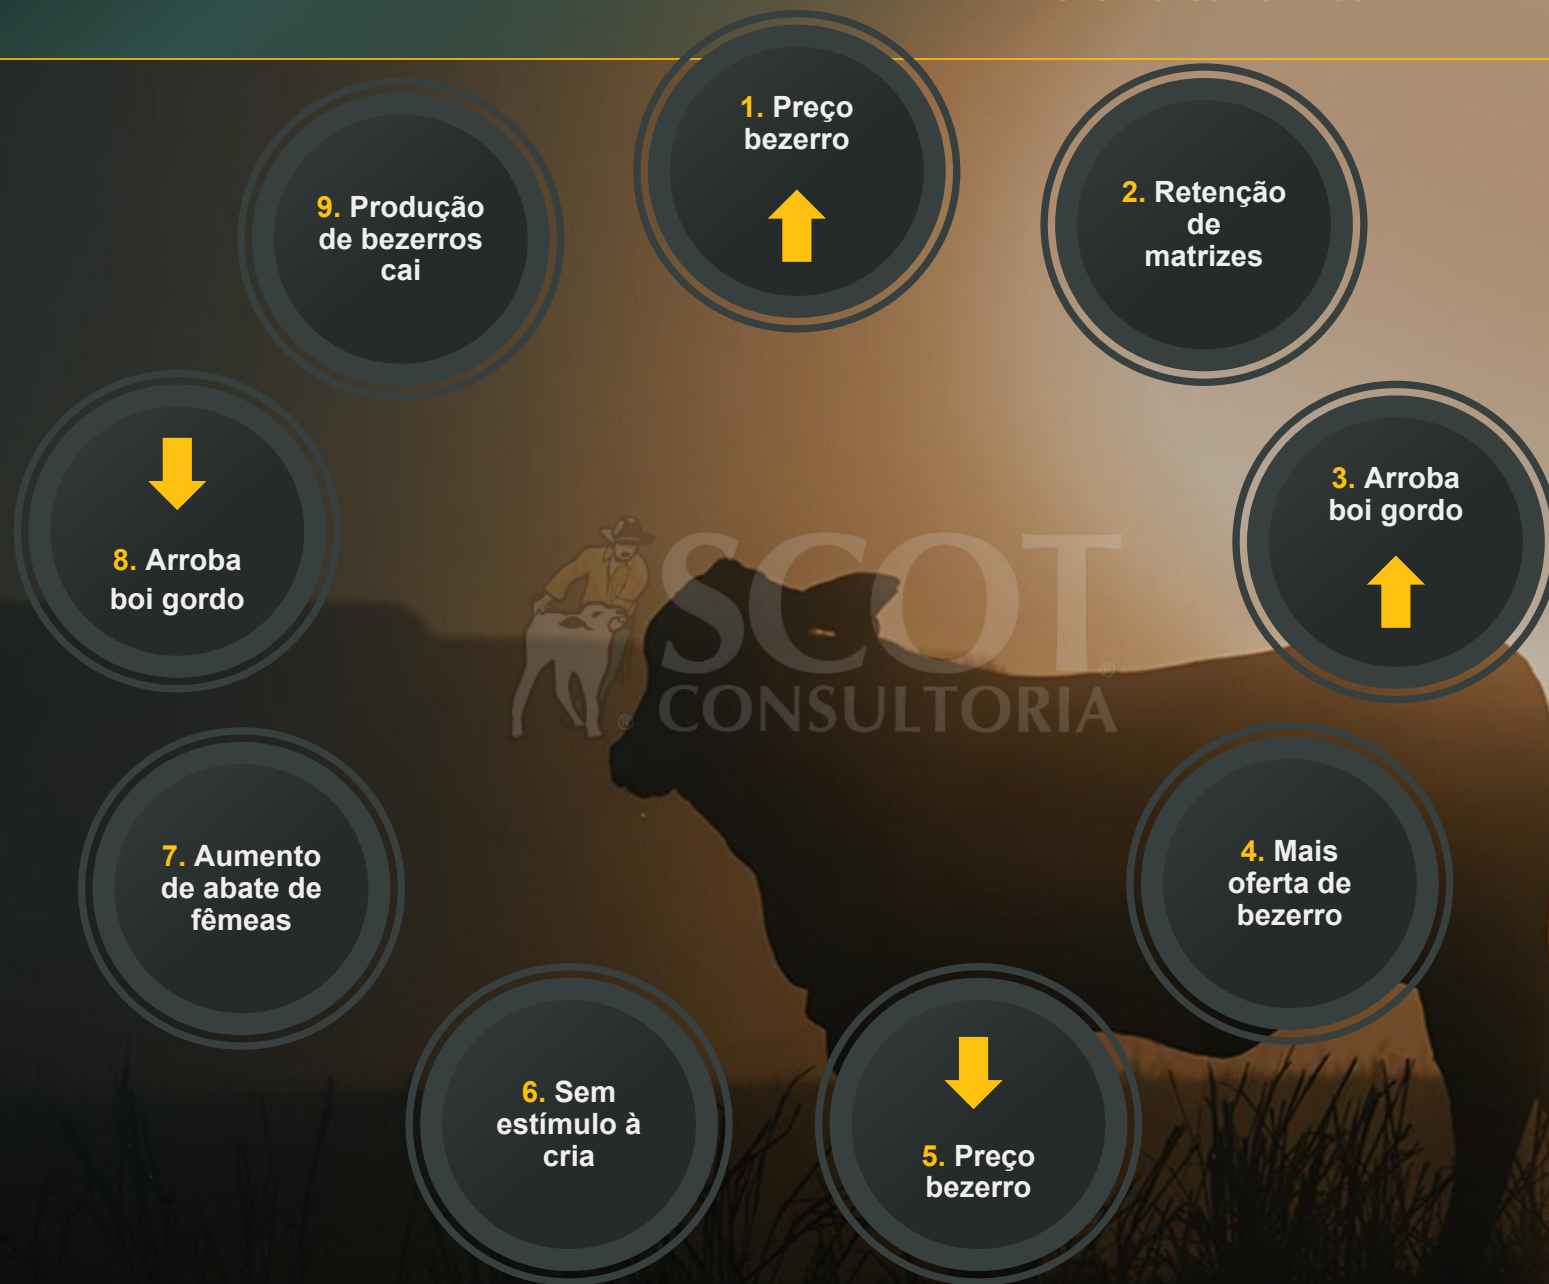 1. Preço
bezerro
2. Retenção
de
matrizes
3. Arroba
boi gordo
4. Mais
oferta de
bezerro
5. Preço
bezerro
6. Sem
estímulo à
cria
7. Aumento
de abate de
fêmeas
8. Arroba
boi gordo
9. Produção
de bezerros
cai
SCOT
CONSULTORIA